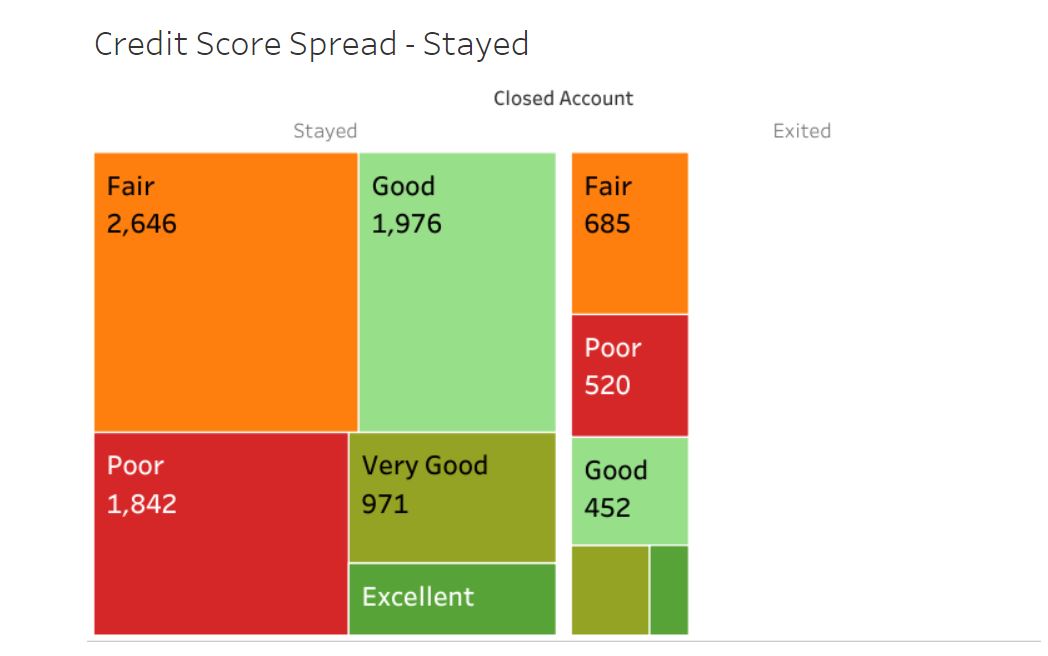 Credit Score Spread - Stayed
Closed Account
Stayed
Exited
Fair
2,646
Good
1,976
Poor
1,842
Very Good
971
Excellent
Fair
685
Poor
520
Good
452